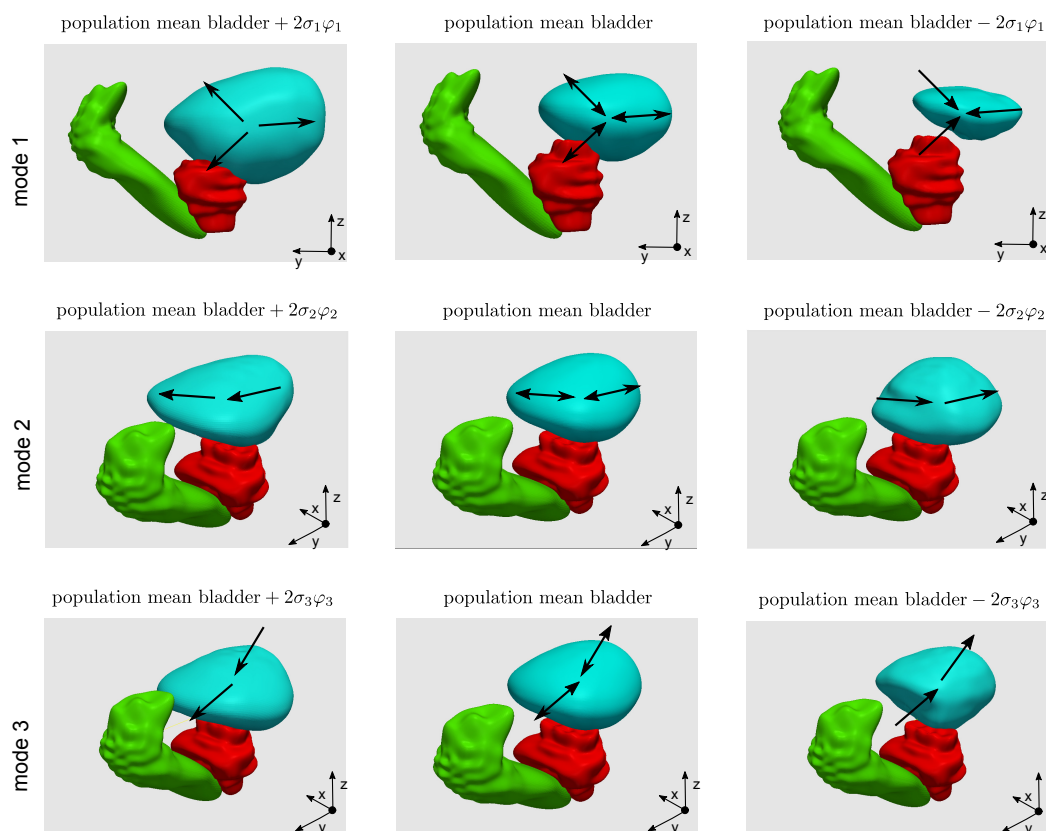 population mean bladder + 2σ₁φ₁
population mean bladder
population mean bladder − 2σ₁φ₁
mode 1
z
y
x
z
y
x
z
y
x
population mean bladder + 2σ₂φ₂
population mean bladder
population mean bladder − 2σ₂φ₂
mode 2
z
x
y
z
x
y
z
x
y
population mean bladder + 2σ₃φ₃
population mean bladder
population mean bladder − 2σ₃φ₃
mode 3
z
x
y
z
x
y
z
x
y